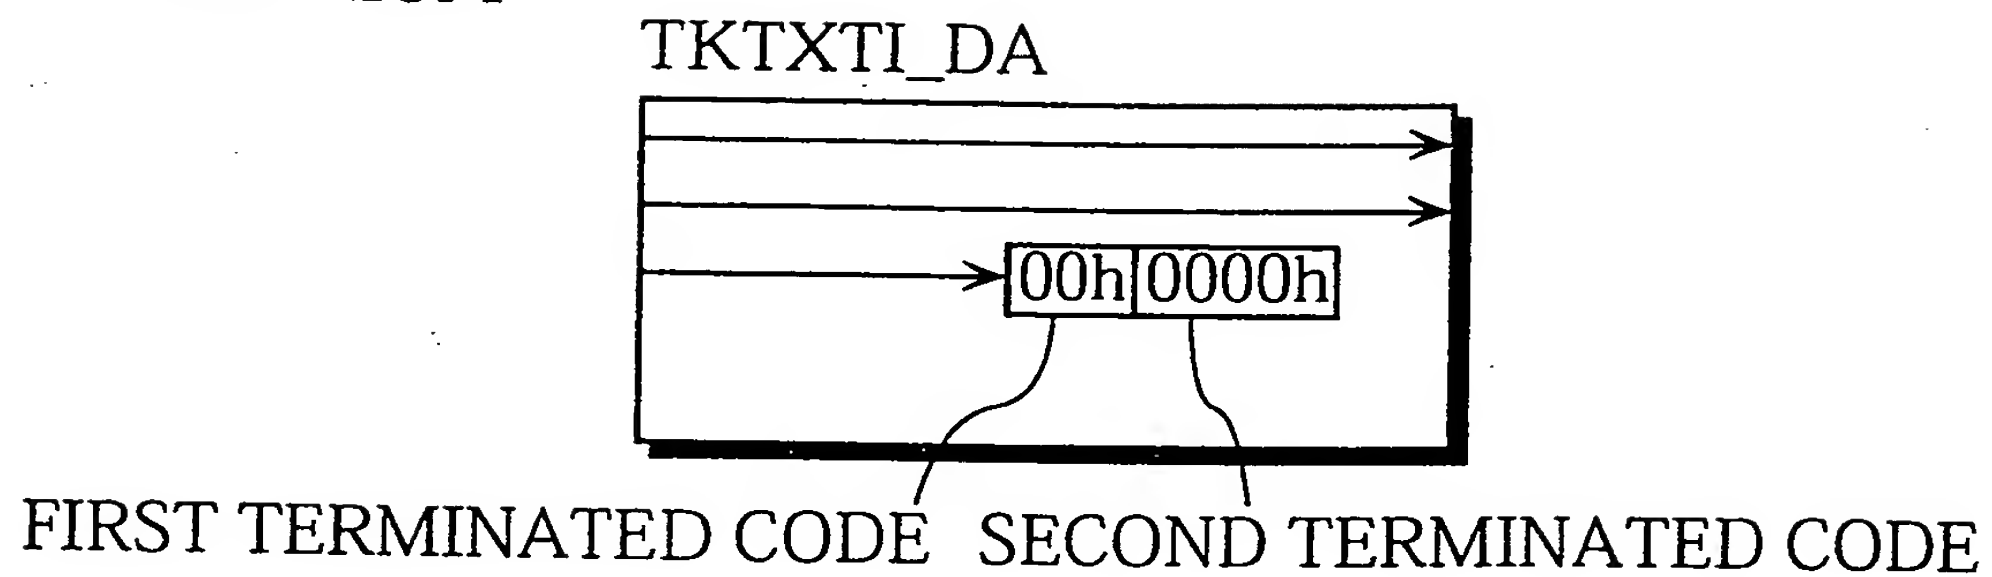 TKTXTI_DA
00h 0000h
FIRST TERMINATED CODE SECOND TERMINATED CODE